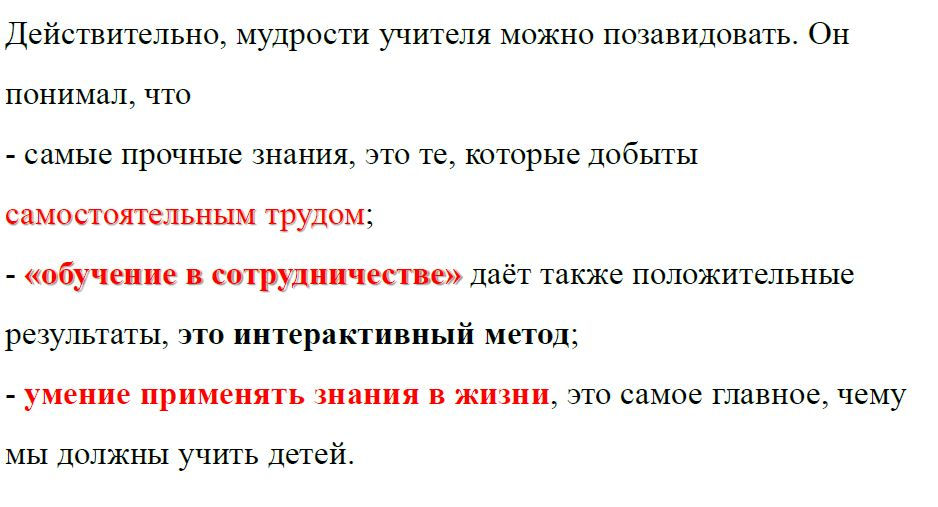 Действительно, мудрости учителя можно позавидовать. Он
понимал, что
- самые прочные знания, это те, которые добыты
самостоятельным трудом;
- «обучение в сотрудничестве» даёт также положительные
результаты, это интерактивный метод;
- умение применять знания в жизни, это самое главное, чему
мы должны учить детей.